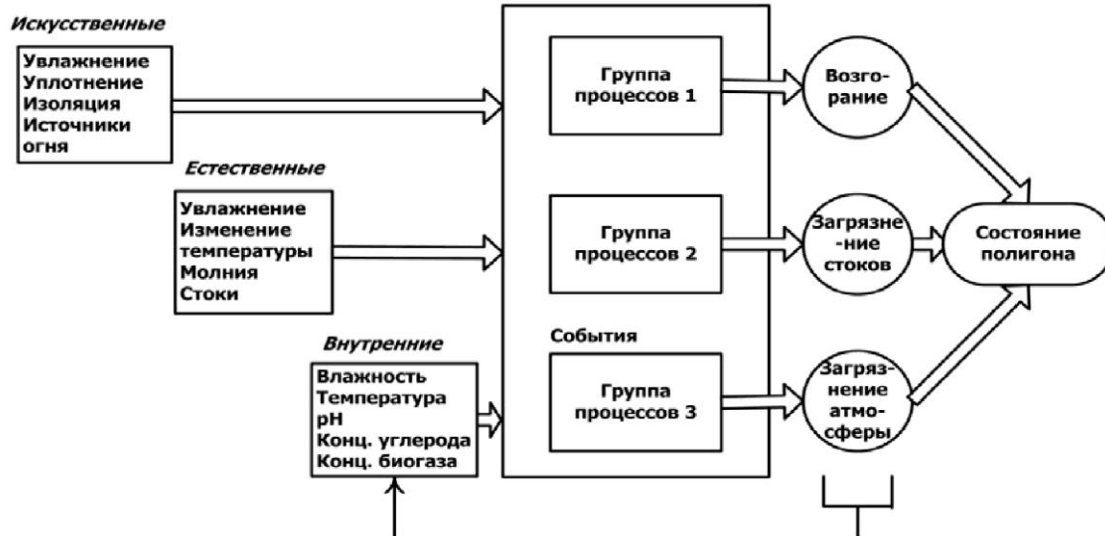 Искусственные
Увлажнение
Уплотнение
Изоляция
Источники
огня
Естественные
Увлажнение
Изменение
температуры
Молния
Стоки
Внутренние
Влажность
Температура
pH
Конц. углерода
Конц. биогаза
Группа
процессов 1
Группа
процессов 2
События
Группа
процессов 3
Возго-
рание
Загрязне
-ние
стоков
Загряз-
нение
атмо-
сферы
Состояние
полигона